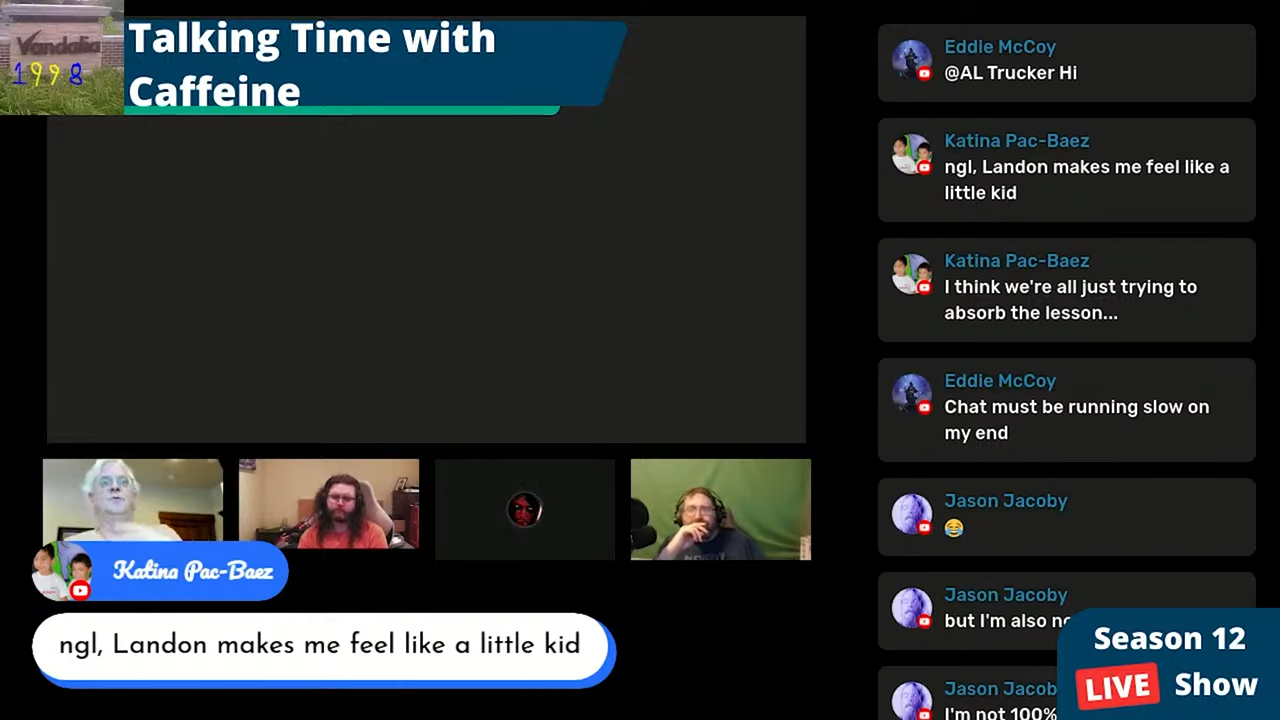 Vandalia
1998
Talking Time with
Caffeine
Eddie McCoy
@AL Trucker Hi
Katina Pac-Baez
ngl, Landon makes me feel like a
little kid
Katina Pac-Baez
I think we're all just trying to
absorb the lesson...
Eddie McCoy
Chat must be running slow on
my end
Jason Jacoby
😂
Jason Jacoby
but I'm also
Jason
I'm not 100%
Katina Pac-Baez
ngl, Landon makes me feel like a little kid
Season 12
LIVE Show